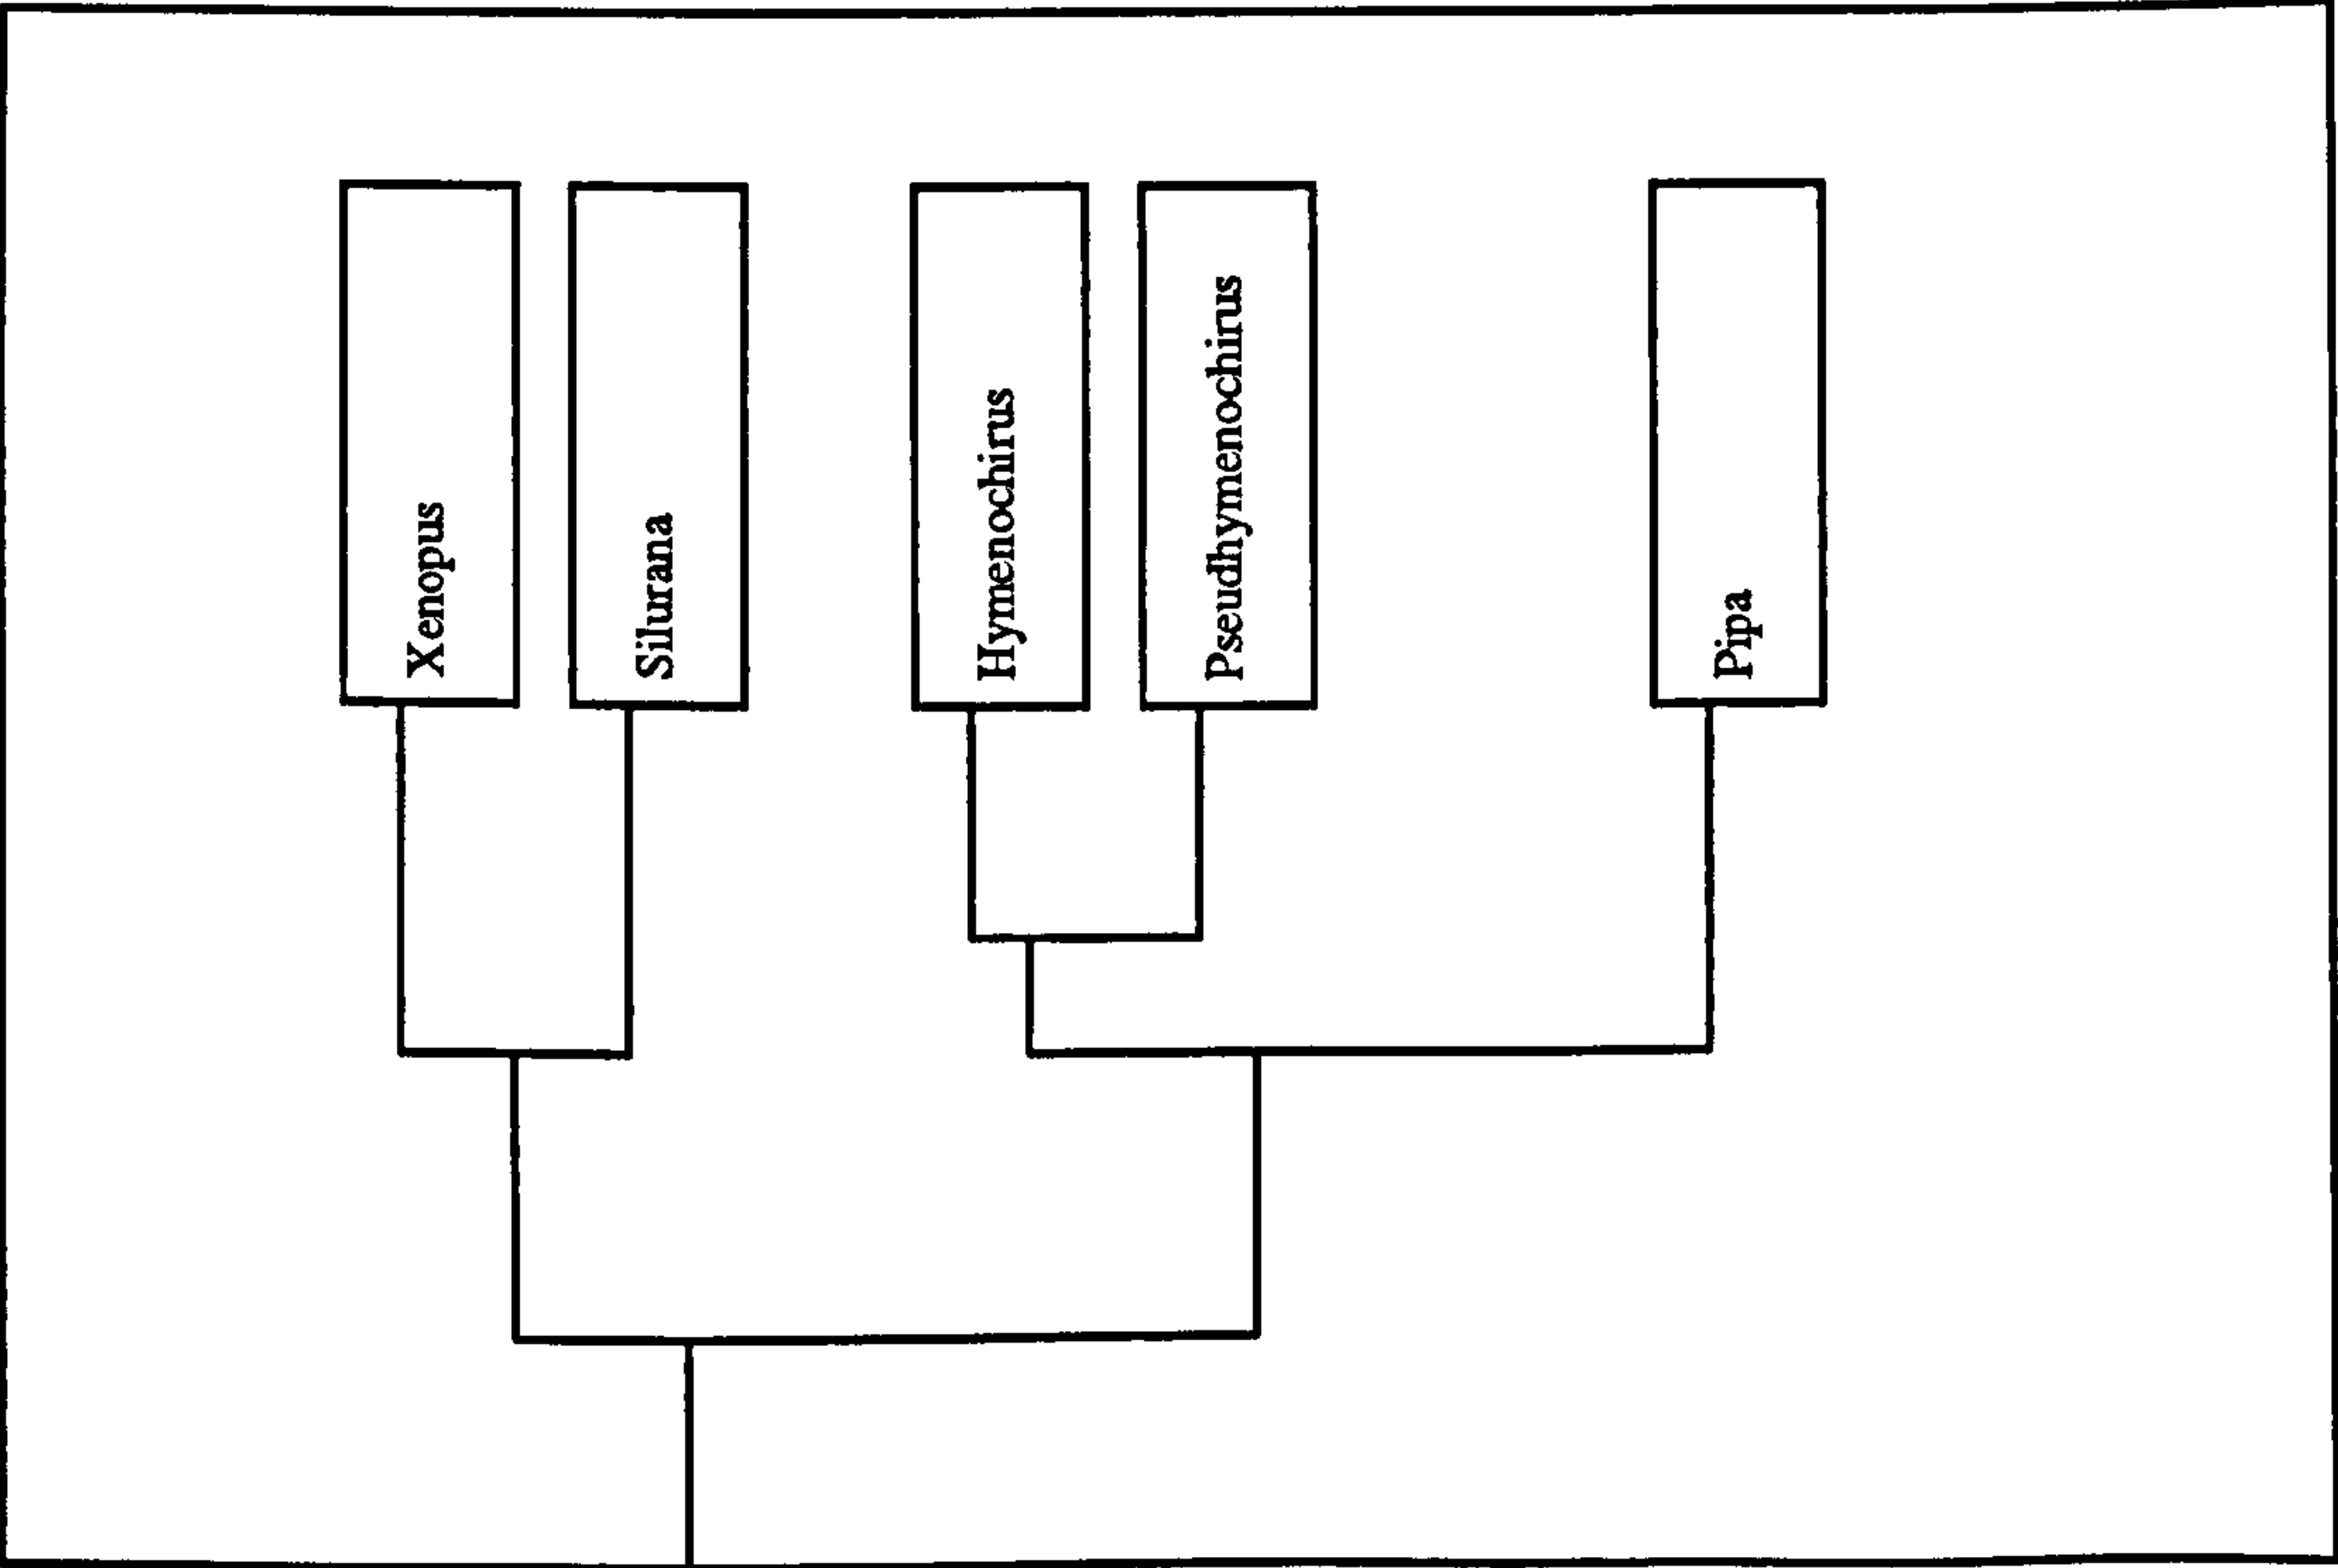 Xenopus
Silurana
Hymenochirus
Pseudhymenochirus
Pipa